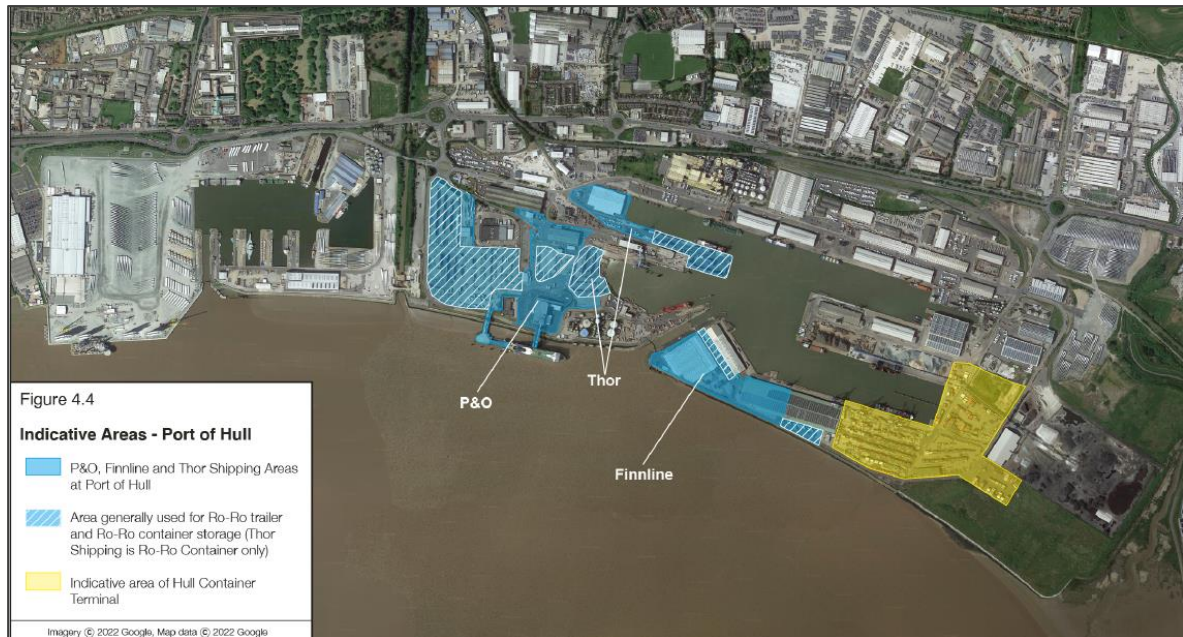 P&O
Thor
Finnline
Figure 4.4
Indicative Areas - Port of Hull
P&O, Finnline and Thor Shipping Areas
at Port of Hull
Area generally used for Ro-Ro trailer
and Ro-Ro container storage (Thor
Shipping is Ro-Ro Container only)
Indicative area of Hull Container
Terminal
Imagery © 2022 Google, Map data © 2022 Google